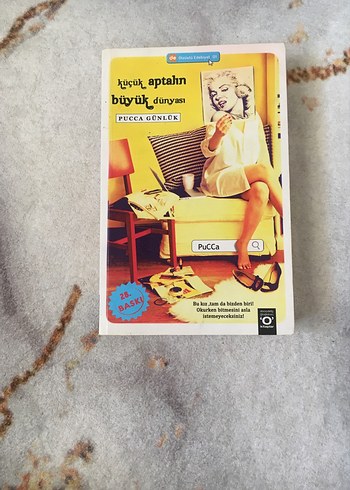 küçük aptalın
büyük dünyası
PUCCA GÜNLÜK
PuCCa
28.
BASKI
Bu kız ,tam da bizden biri!
Okurken bitmesini asla
istemeyeceksiniz!